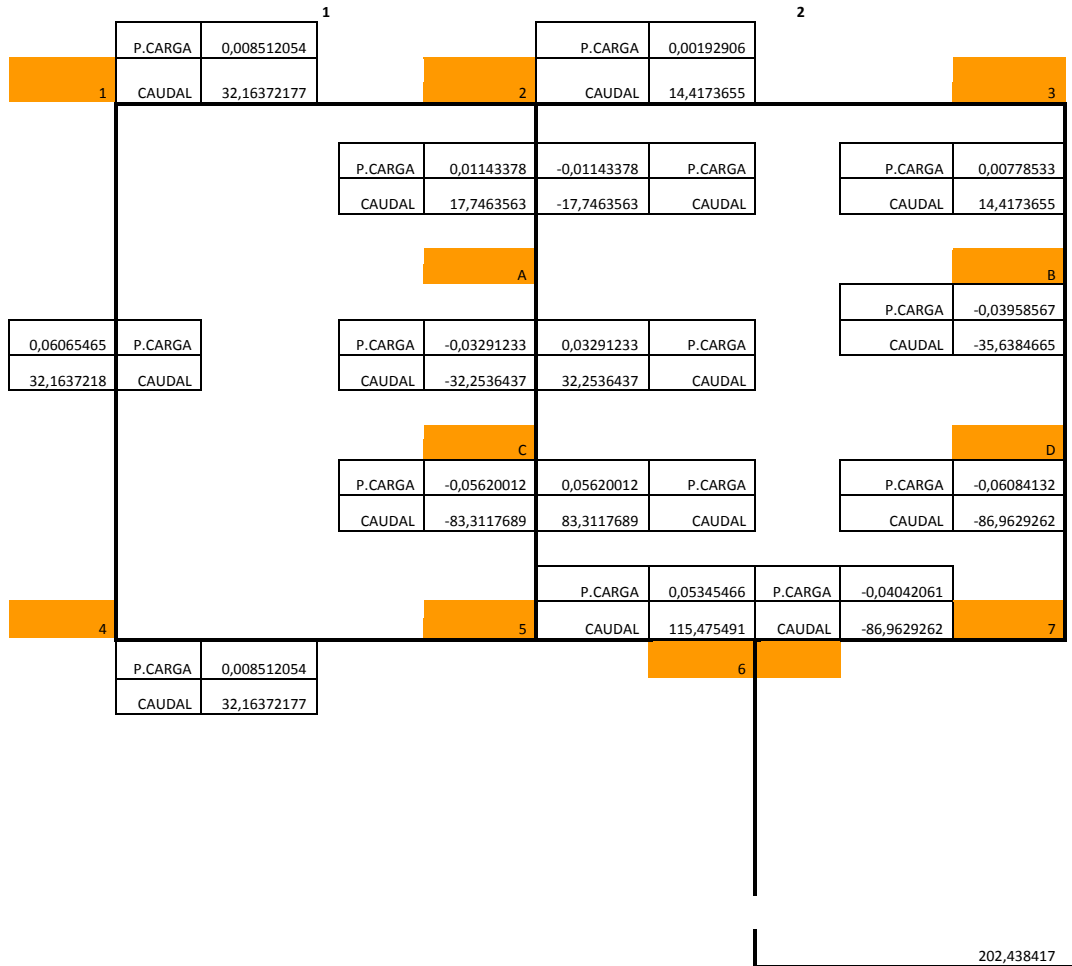 1 2
P.CARGA 0,008512054 P.CARGA 0,00192906
1 CAUDAL 32,16372177 2 CAUDAL 14,4173655 3
P.CARGA 0,01143378 -0,01143378 P.CARGA P.CARGA 0,00778533
CAUDAL 17,7463563 -17,7463563 CAUDAL CAUDAL 14,4173655
A B
P.CARGA -0,03958567
0,06065465 P.CARGA P.CARGA -0,03291233 0,03291233 P.CARGA CAUDAL -35,6384665
32,1637218 CAUDAL CAUDAL -32,2536437 32,2536437 CAUDAL
C D
P.CARGA -0,05620012 0,05620012 P.CARGA P.CARGA -0,06084132
CAUDAL -83,3117689 83,3117689 CAUDAL CAUDAL -86,9629262
P.CARGA 0,05345466 P.CARGA -0,04042061
4 5 CAUDAL 115,475491 CAUDAL -86,9629262 7
P.CARGA 0,008512054 6
CAUDAL 32,16372177
202,438417